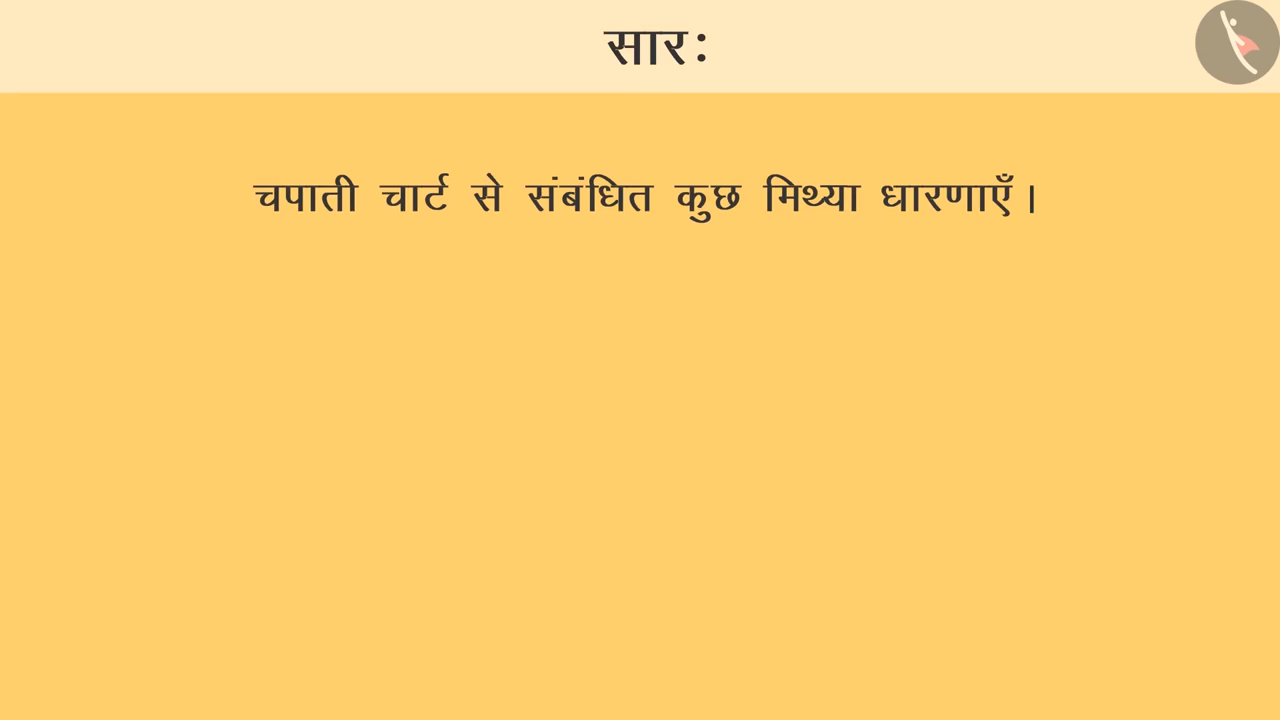 सारः
चपाती चार्ट से संबंधित कुछ मिथ्या धारणाएँ।